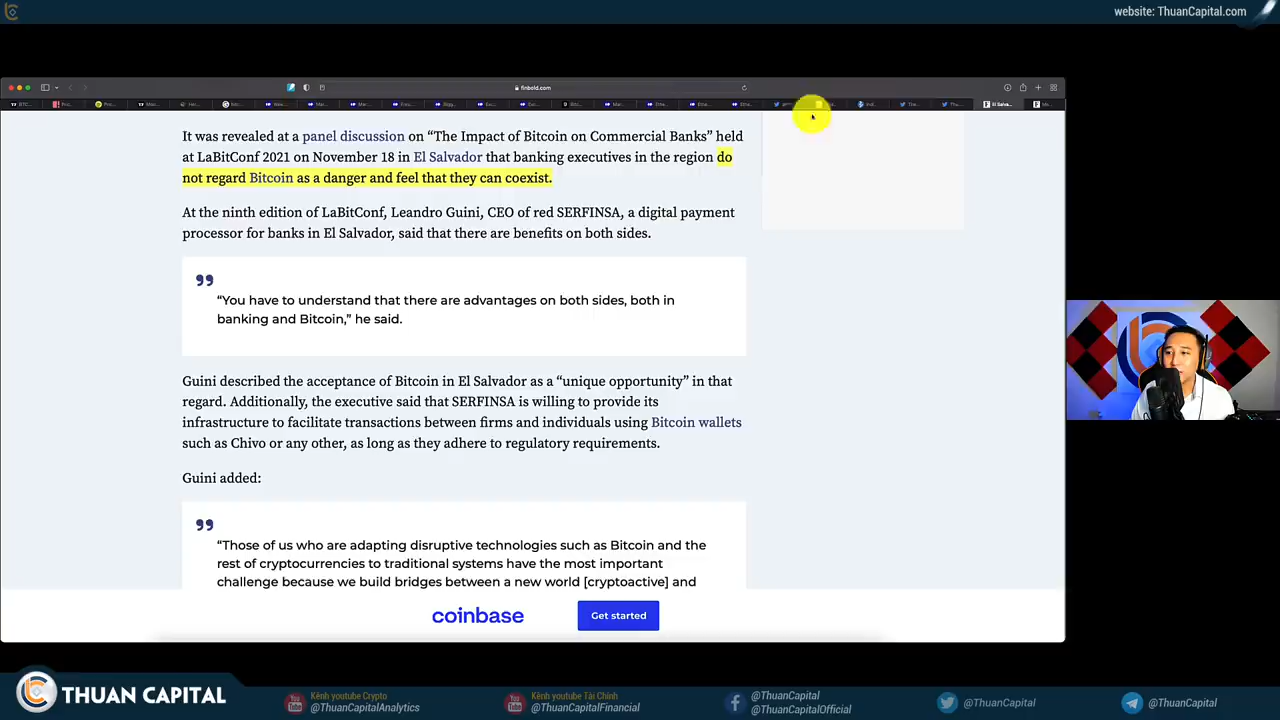 website: ThuanCapital.com
finbold.com
It was revealed at a panel discussion on “The Impact of Bitcoin on Commercial Banks” held
at LaBitConf 2021 on November 18 in El Salvador that banking executives in the region do
not regard Bitcoin as a danger and feel that they can coexist.
At the ninth edition of LaBitConf, Leandro Guini, CEO of red SERFINSA, a digital payment
processor for banks in El Salvador, said that there are benefits on both sides.
“You have to understand that there are advantages on both sides, both in
banking and Bitcoin,” he said.
Guini described the acceptance of Bitcoin in El Salvador as a “unique opportunity” in that
regard. Additionally, the executive said that SERFINSA is willing to provide its
infrastructure to facilitate transactions between firms and individuals using Bitcoin wallets
such as Chivo or any other, as long as they adhere to regulatory requirements.
Guini added:
“Those of us who are adapting disruptive technologies such as Bitcoin and the
rest of cryptocurrencies to traditional systems have the most important
challenge because we build bridges between a new world [cryptoactive] and
coinbase
Get started
THUAN CAPITAL
Kênh youtube Crypto
@ThuanCapitalAnalytics
Kênh youtube Tài Chính
@ThuanCapitalFinancial
@ThuanCapital
@ThuanCapitalOfficial
@ThuanCapital
@ThuanCapital